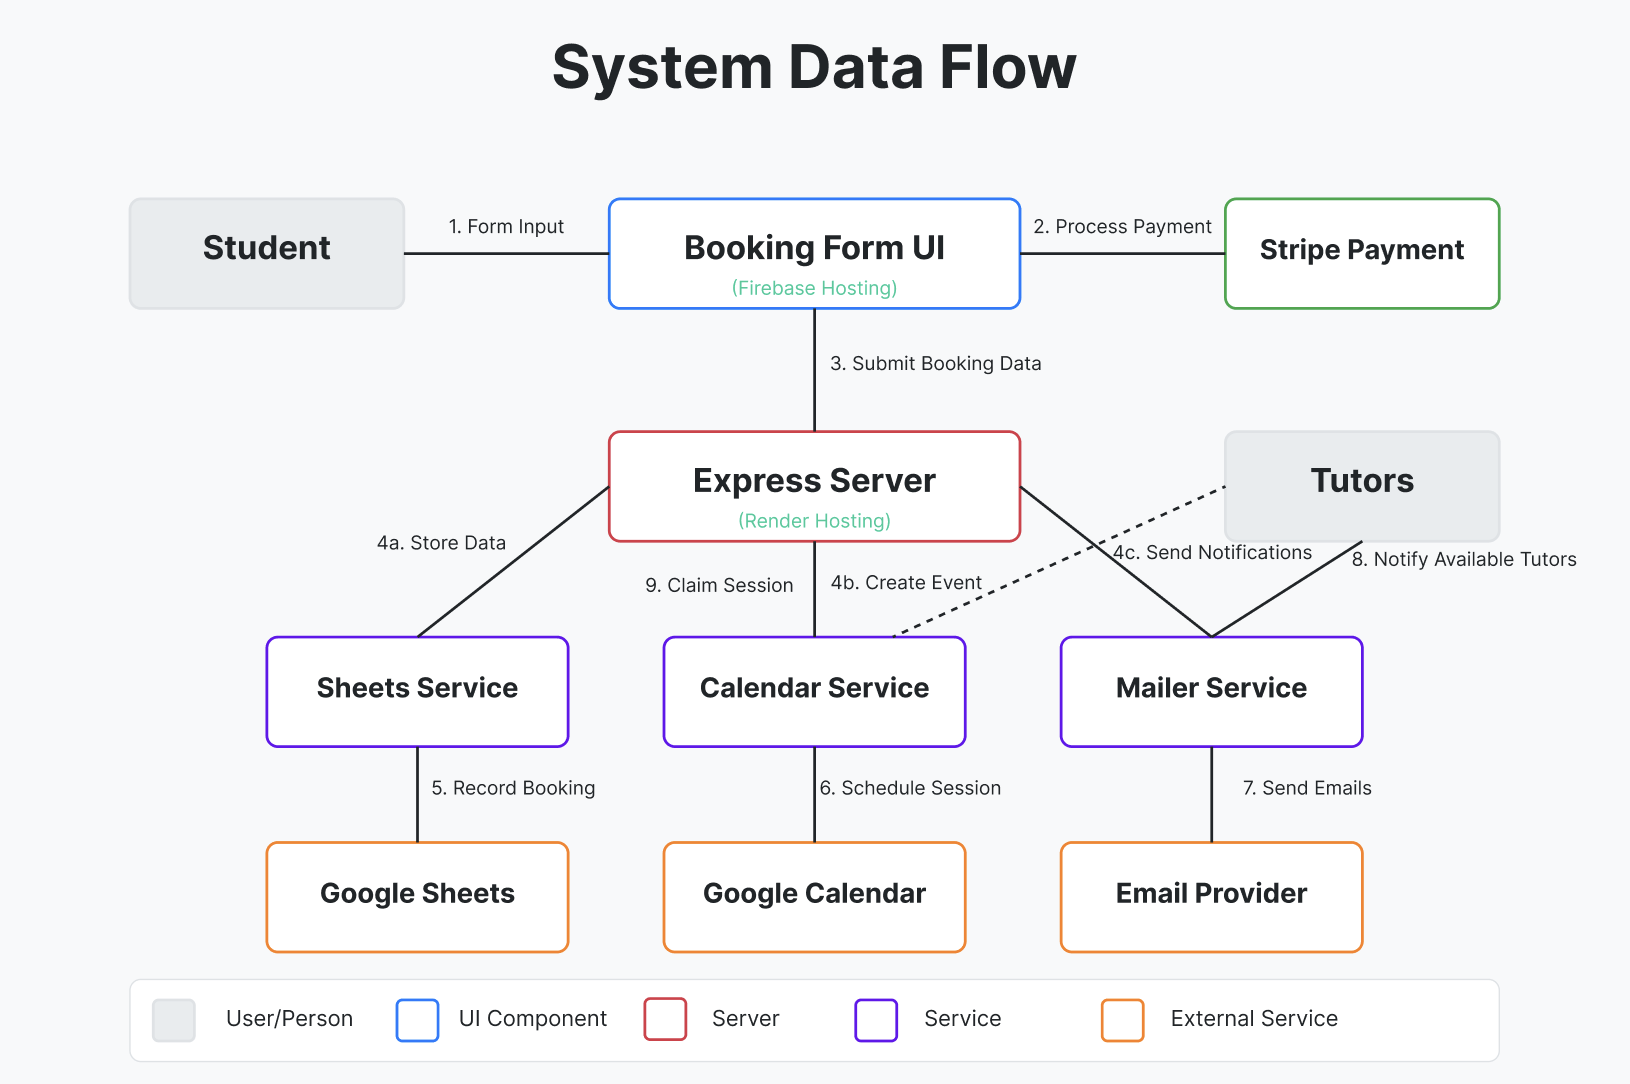 System Data Flow
Student
1. Form Input
Booking Form UI
(Firebase Hosting)
2. Process Payment
Stripe Payment
3. Submit Booking Data
Express Server
(Render Hosting)
Tutors
4a. Store Data
9. Claim Session
4b. Create Event
4c. Send Notifications
8. Notify Available Tutors
Sheets Service
Calendar Service
Mailer Service
5. Record Booking
6. Schedule Session
7. Send Emails
Google Sheets
Google Calendar
Email Provider
User/Person
UI Component
Server
Service
External Service